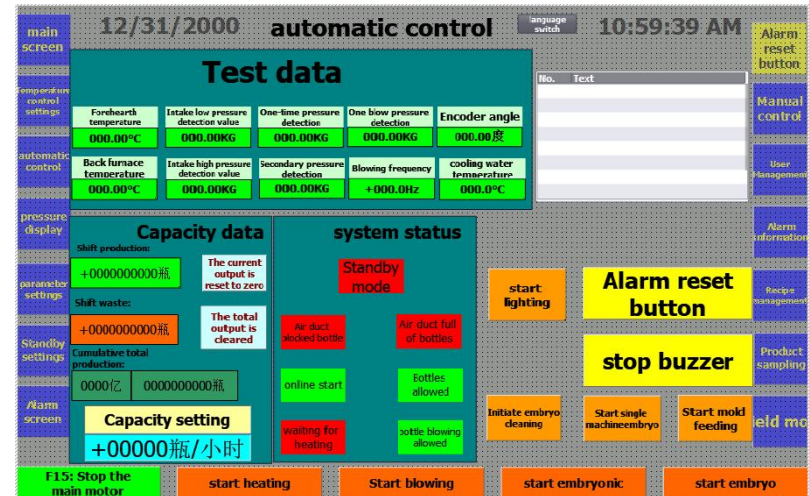 12/31/2000
automatic control
language
switch
10:59:39 AM
main
screen
Temperature
control
settings
automatic
control
pressure
display
parameter
settings
Standby
settings
Alarm
screen
Test data
Forehearth
temperature
000.00°C
Intake low pressure
detection value
000.00KG
One-time pressure
detection
000.00KG
One blow pressure
detection
000.00KG
Encoder angle
000.00度
Back furnace
temperature
000.00°C
Intake high pressure
detection value
000.00KG
Secondary pressure
detection
000.00KG
Blowing frequency
+000.0Hz
cooling water
temperature
000.0°C
No. Text
Alarm
reset
button
Manual
control
User
Management
Alarm
information
Recipe
management
Product
sampling
ield mo
Capacity data
Shift production:
+0000000000瓶
The current
output is
reset to zero
Shift waste:
+0000000000瓶
The total
output is
cleared
Cumulative total
production:
0000亿
0000000000瓶
Capacity setting
+00000瓶/小时
system status
Standby
mode
Air duct
blocked bottle
Air duct full
of bottles
online start
Bottles
allowed
waiting for
heating
bottle blowing
allowed
start
lighting
Alarm reset
button
stop buzzer
Initiate embryo
cleaning
Start single
machineembryo
Start mold
feeding
F15: Stop the
main motor
start heating
Start blowing
start embryonic
start embryo